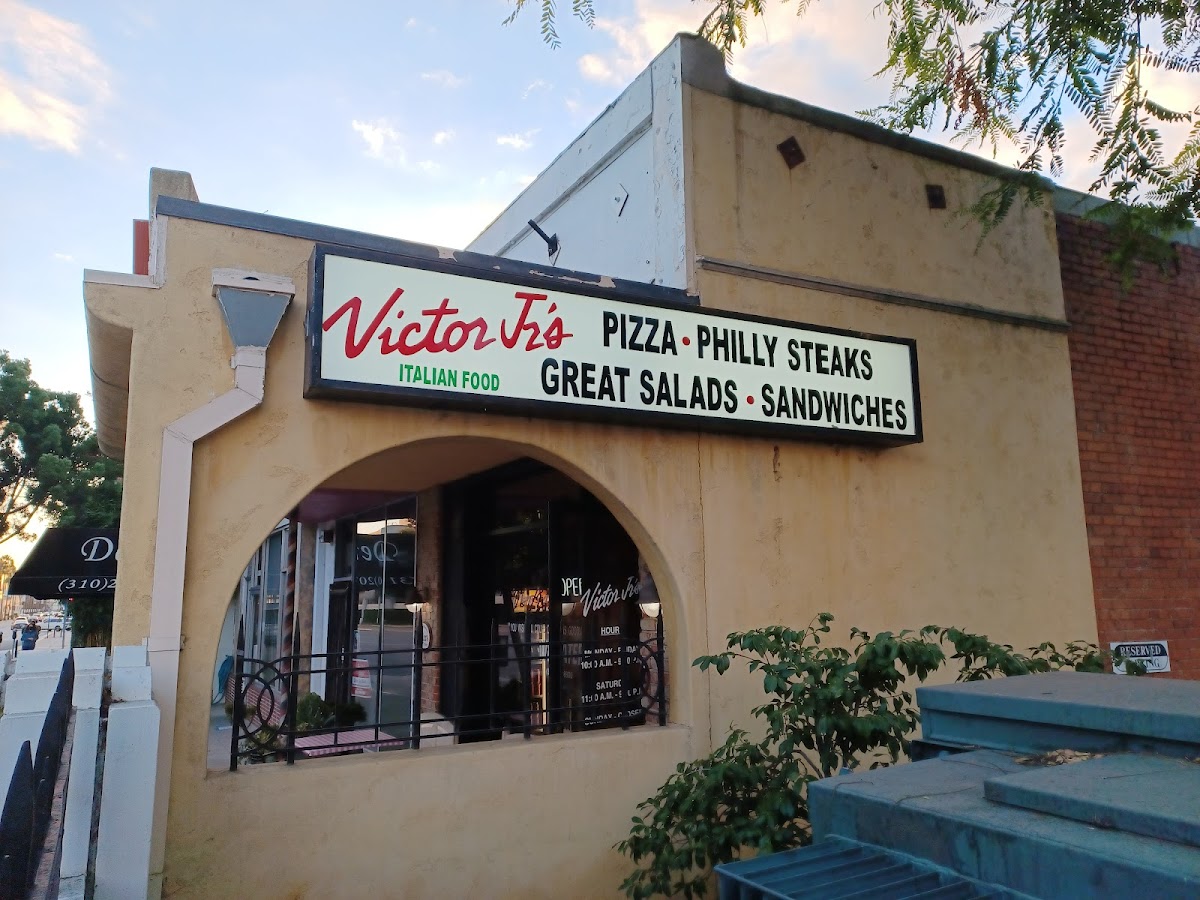 Victor Jr's
ITALIAN FOOD
PIZZA • PHILLY STEAKS
GREAT SALADS • SANDWICHES
Victor Jr's
HOUR
RESERVED